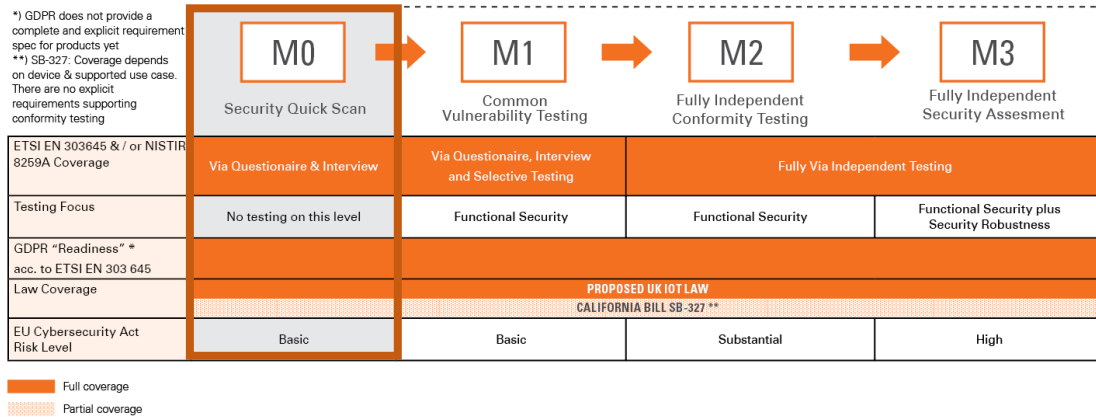 *) GDPR does not provide a
complete and explicit requirement
spec for products yet
**) SB-327: Coverage depends
on device & supported use case.
There are no explicit
requirements supporting
conformity testing
M0
Security Quick Scan
M1
Common
Vulnerability Testing
M2
Fully Independent
Conformity Testing
M3
Fully Independent
Security Assesment
ETSI EN 303645 & / or NISTIR
8259A Coverage
Via Questionaire & Interview
Via Questionaire, Interview
and Selective Testing
Fully Via Independent Testing
Testing Focus
No testing on this level
Functional Security
Functional Security
Functional Security plus
Security Robustness
GDPR “Readiness” *
acc. to ETSI EN 303 645
Law Coverage
PROPOSED UK IOT LAW
CALIFORNIA BILL SB-327 **
EU Cybersecurity Act
Risk Level
Basic
Basic
Substantial
High
Full coverage
Partial coverage